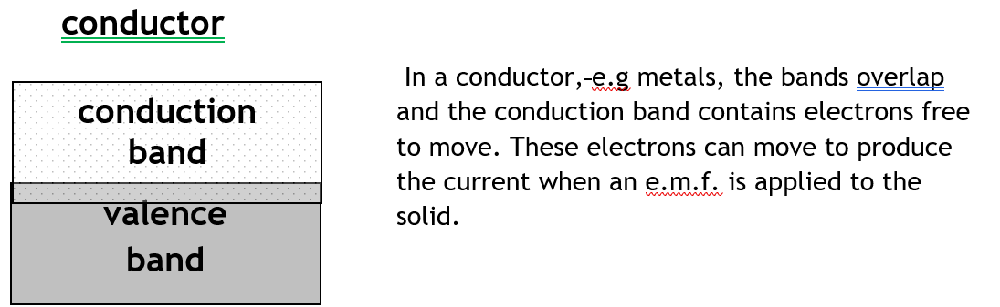 conductor
conduction
band
valence
band
In a conductor,-e.g metals, the bands overlap
and the conduction band contains electrons free
to move. These electrons can move to produce
the current when an e.m.f. is applied to the
solid.